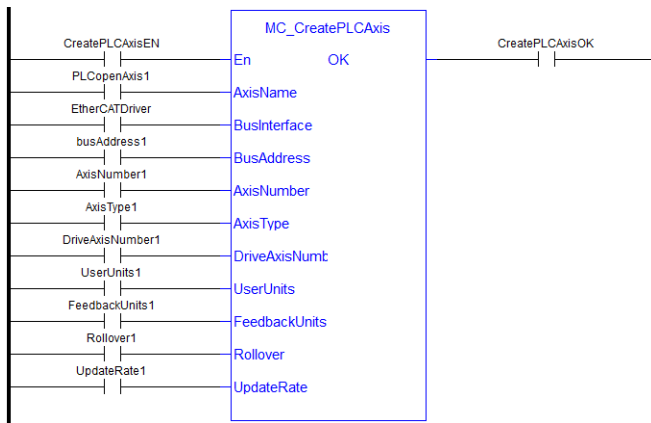 MC_CreatePLCAxis
CreatePLCAxisEN
CreatePLCAxisOK
En
OK
PLCopenAxis1
AxisName
EtherCATDriver
BusInterface
busAddress1
BusAddress
AxisNumber1
AxisNumber
AxisType1
AxisType
DriveAxisNumber1
DriveAxisNumb
UserUnits1
UserUnits
FeedbackUnits1
FeedbackUnits
Rollover1
Rollover
UpdateRate1
UpdateRate